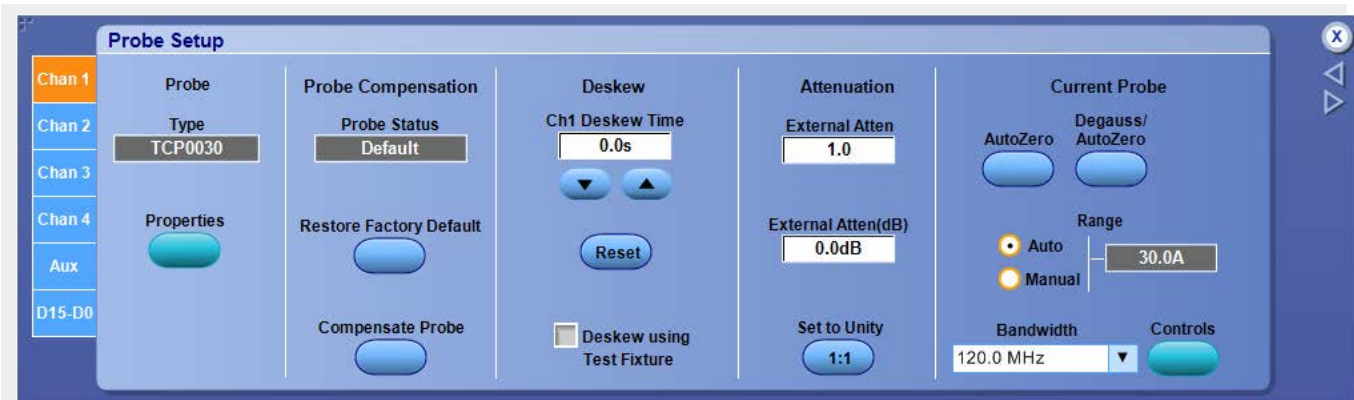 Probe Setup
X
Chan 1
Chan 2
Chan 3
Chan 4
Aux
D15-D0
Probe
Type
TCP0030
Properties
Probe Compensation
Probe Status
Default
Restore Factory Default
Compensate Probe
Deskew
Ch1 Deskew Time
0.0s
Reset
Deskew using
Test Fixture
Attenuation
External Atten
1.0
External Atten(dB)
0.0dB
Set to Unity
1:1
Current Probe
AutoZero
Degauss/
AutoZero
Range
Auto
Manual
30.0A
Bandwidth
120.0 MHz
Controls